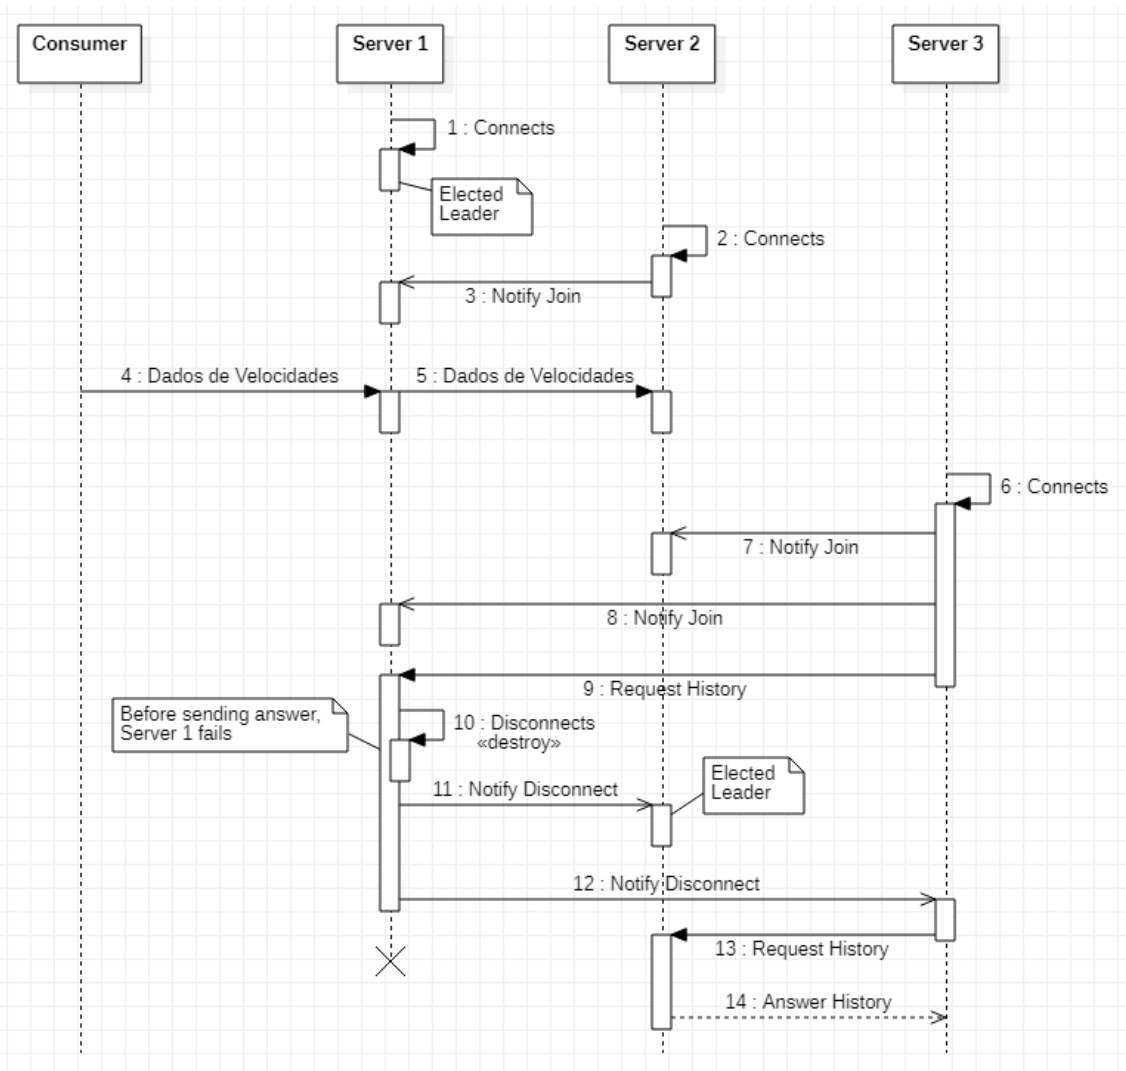 Consumer
Server 1
Server 2
Server 3
1 : Connects
Elected
Leader
2 : Connects
3 : Notify Join
4 : Dados de Velocidades
5 : Dados de Velocidades
6 : Connects
7 : Notify Join
8 : Notify Join
9 : Request History
Before sending answer,
Server 1 fails
10 : Disconnects
«destroy»
11 : Notify Disconnect
Elected
Leader
12 : Notify Disconnect
13 : Request History
14 : Answer History